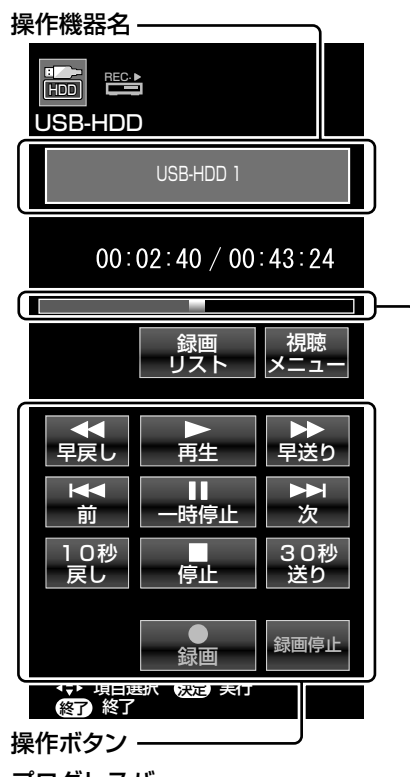 操作機器名
HDD
REC
USB-HDD
USB-HDD 1
00:02:40 / 00:43:24
録画
リスト
視聴
メニュー
早戻し 再生 早送り
前 一時停止 次
10秒
戻し
停止
30秒
送り
録画
録画停止
項目選択 決定 実行
終了 終了
操作ボタン
プログレスバー